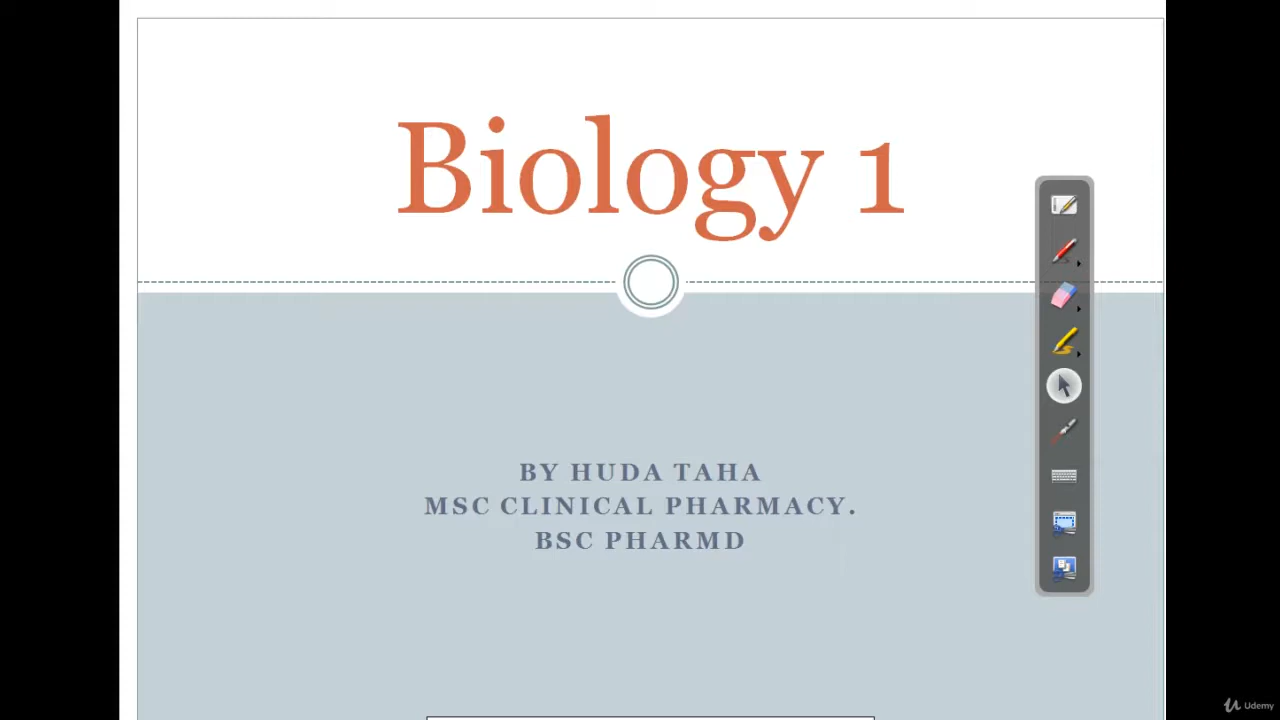 Biology 1
BY HUDA TAHA
MSC CLINICAL PHARMACY.
BSC PHARMD
Udemy